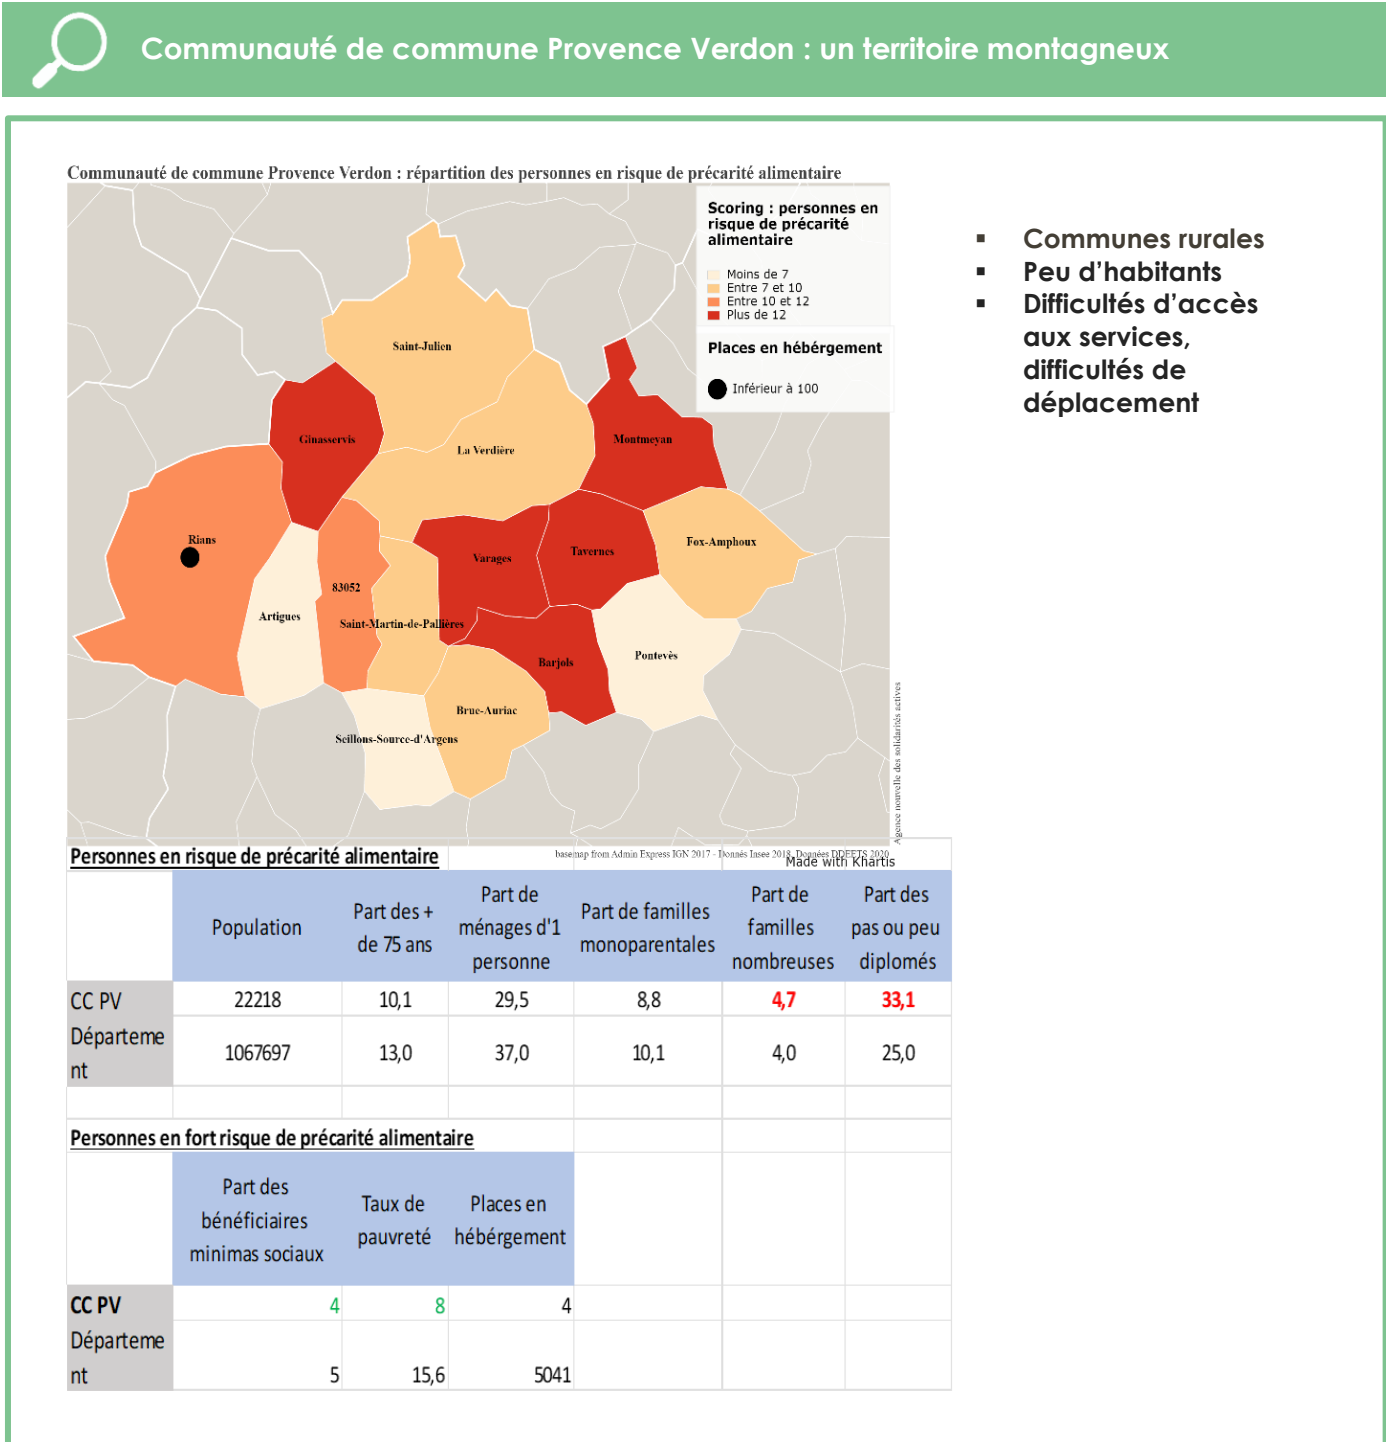 Communauté de commune Provence Verdon : un territoire montagneux
Communauté de commune Provence Verdon : répartition des personnes en risque de précarité alimentaire
Scoring : personnes en
risque de précarité
alimentaire
Moins de 7
Entre 7 et 10
Entre 10 et 12
Plus de 12
Places en hébérgement
Inférieur à 100
Saint-Julien
Ginasservis
La Verdière
Montmeyan
Rians
Varages
Tavernes
Fox-Amphoux
83052
Artigues
Saint-Martin-de-Pallières
Barjols
Pontevès
Brue-Auriac
Seillons-Source-d'Argens
Agence nouvelle des solidarités actives
basemap from Admin Express IGN 2017 - Donnés Insee 2018, Données DDEETS 2020
Made with Khartis
▪ Communes rurales
▪ Peu d’habitants
▪ Difficultés d’accès
aux services,
difficultés de
déplacement
Personnes en risque de précarité alimentaire
Population
Part des +
de 75 ans
Part de
ménages d'1
personne
Part de familles
monoparentales
Part de
familles
nombreuses
Part des
pas ou peu
diplomés
CC PV 22218 10,1 29,5 8,8 4,7 33,1
Départeme
nt
1067697 13,0 37,0 10,1 4,0 25,0
Personnes en fort risque de précarité alimentaire
Part des
bénéficiaires
minimas sociaux
Taux de
pauvreté
Places en
hébérgement
CC PV 4 8 4
Départeme
nt 5 15,6 5041